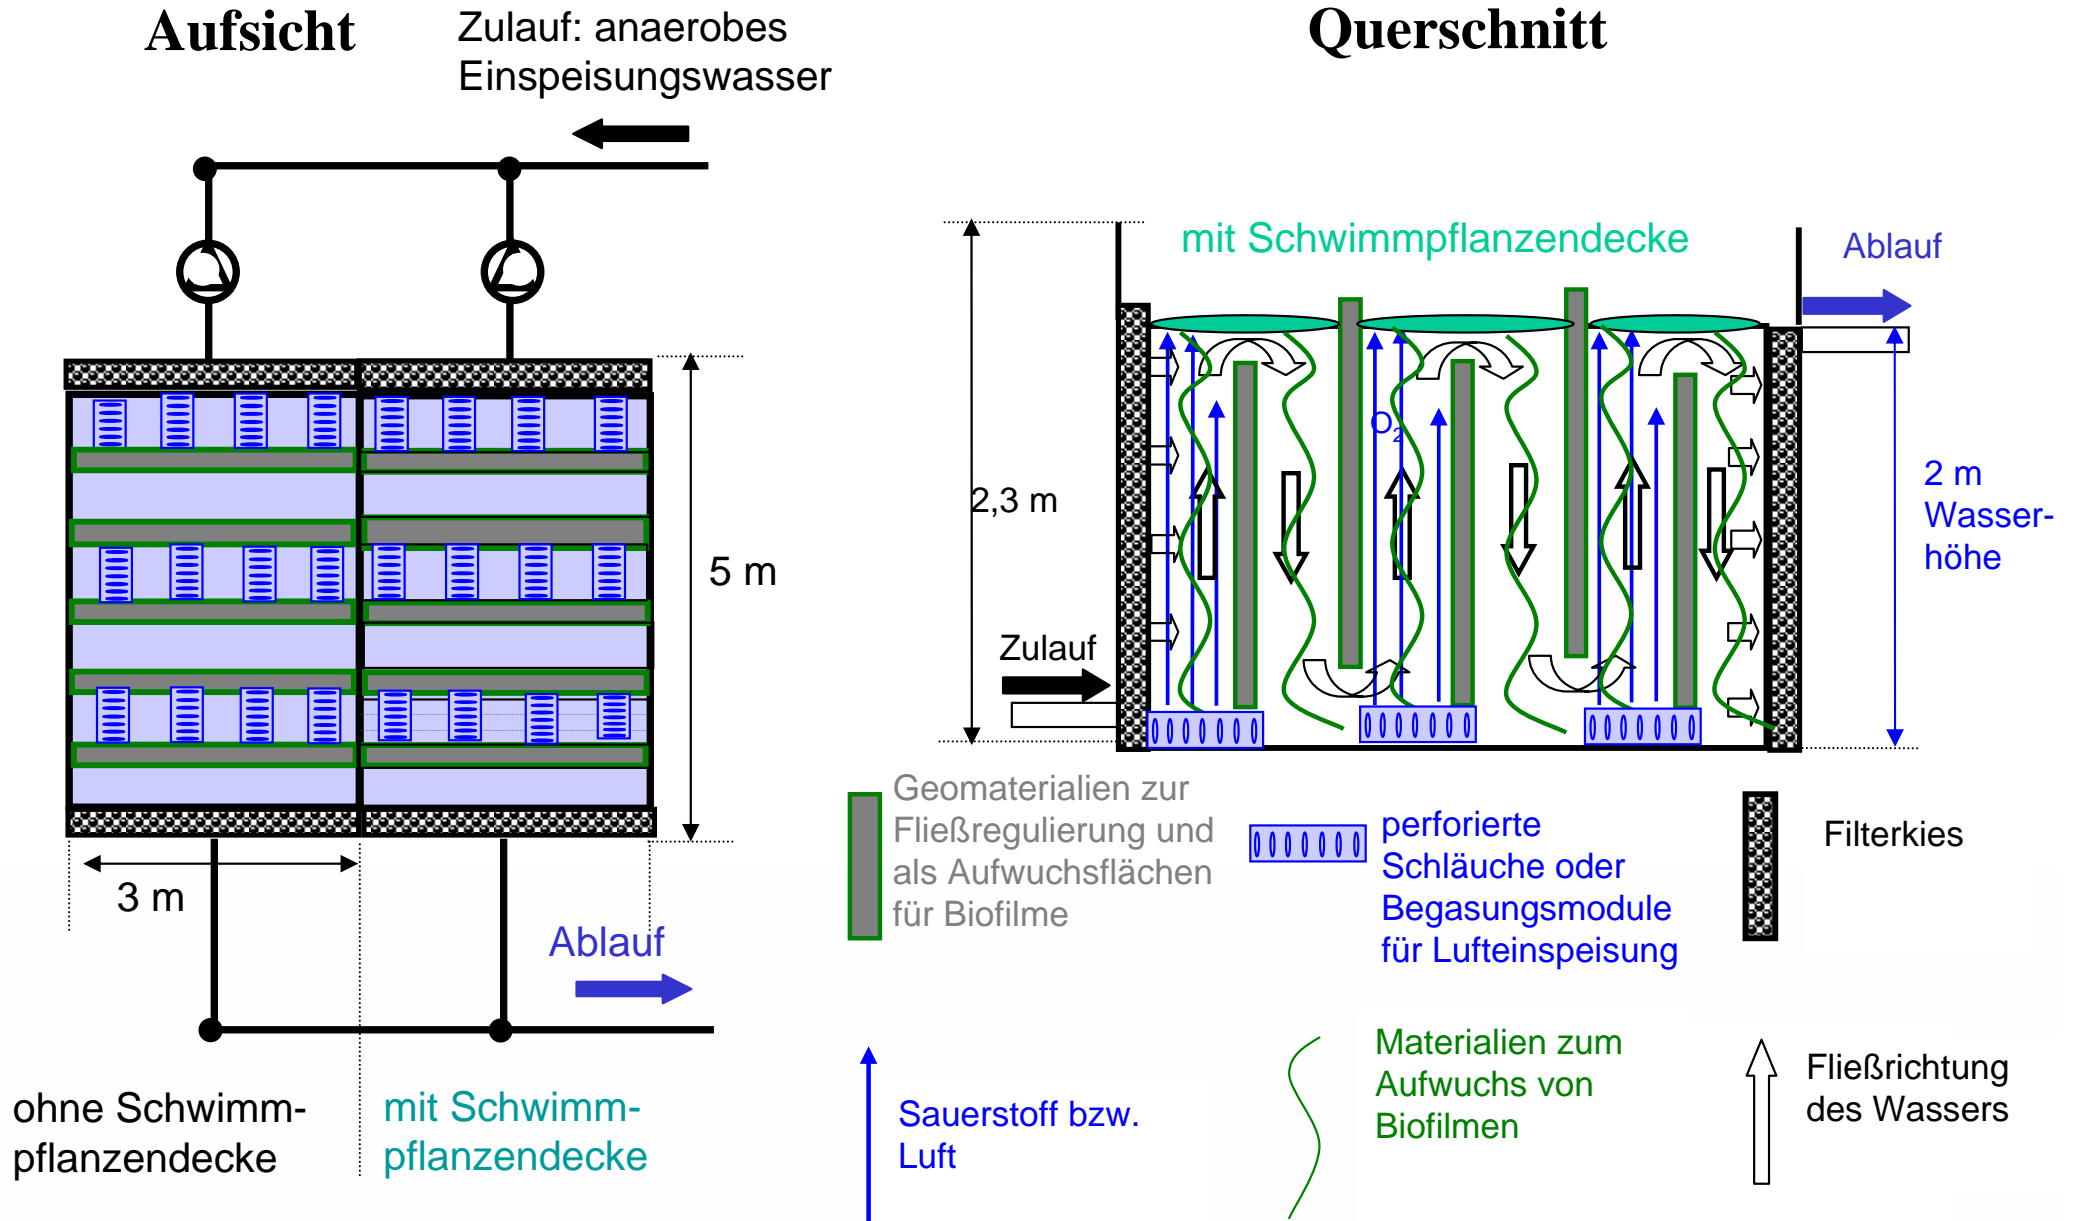 Aufsicht
Zulauf: anaerobes
Einspeisungswasser
5 m
3 m
Ablauf
ohne Schwimm-
pflanzendecke
mit Schwimm-
pflanzendecke
Querschnitt
mit Schwimmpflanzendecke
Ablauf
O2
2,3 m
2 m
Wasser-
höhe
Zulauf
Geomaterialien zur
Fließregulierung und
als Aufwuchsflächen
für Biofilme
perforierte
Schläuche oder
Begasungsmodule
für Lufteinspeisung
Filterkies
Sauerstoff bzw.
Luft
Materialien zum
Aufwuchs von
Biofilmen
Fließrichtung
des Wassers